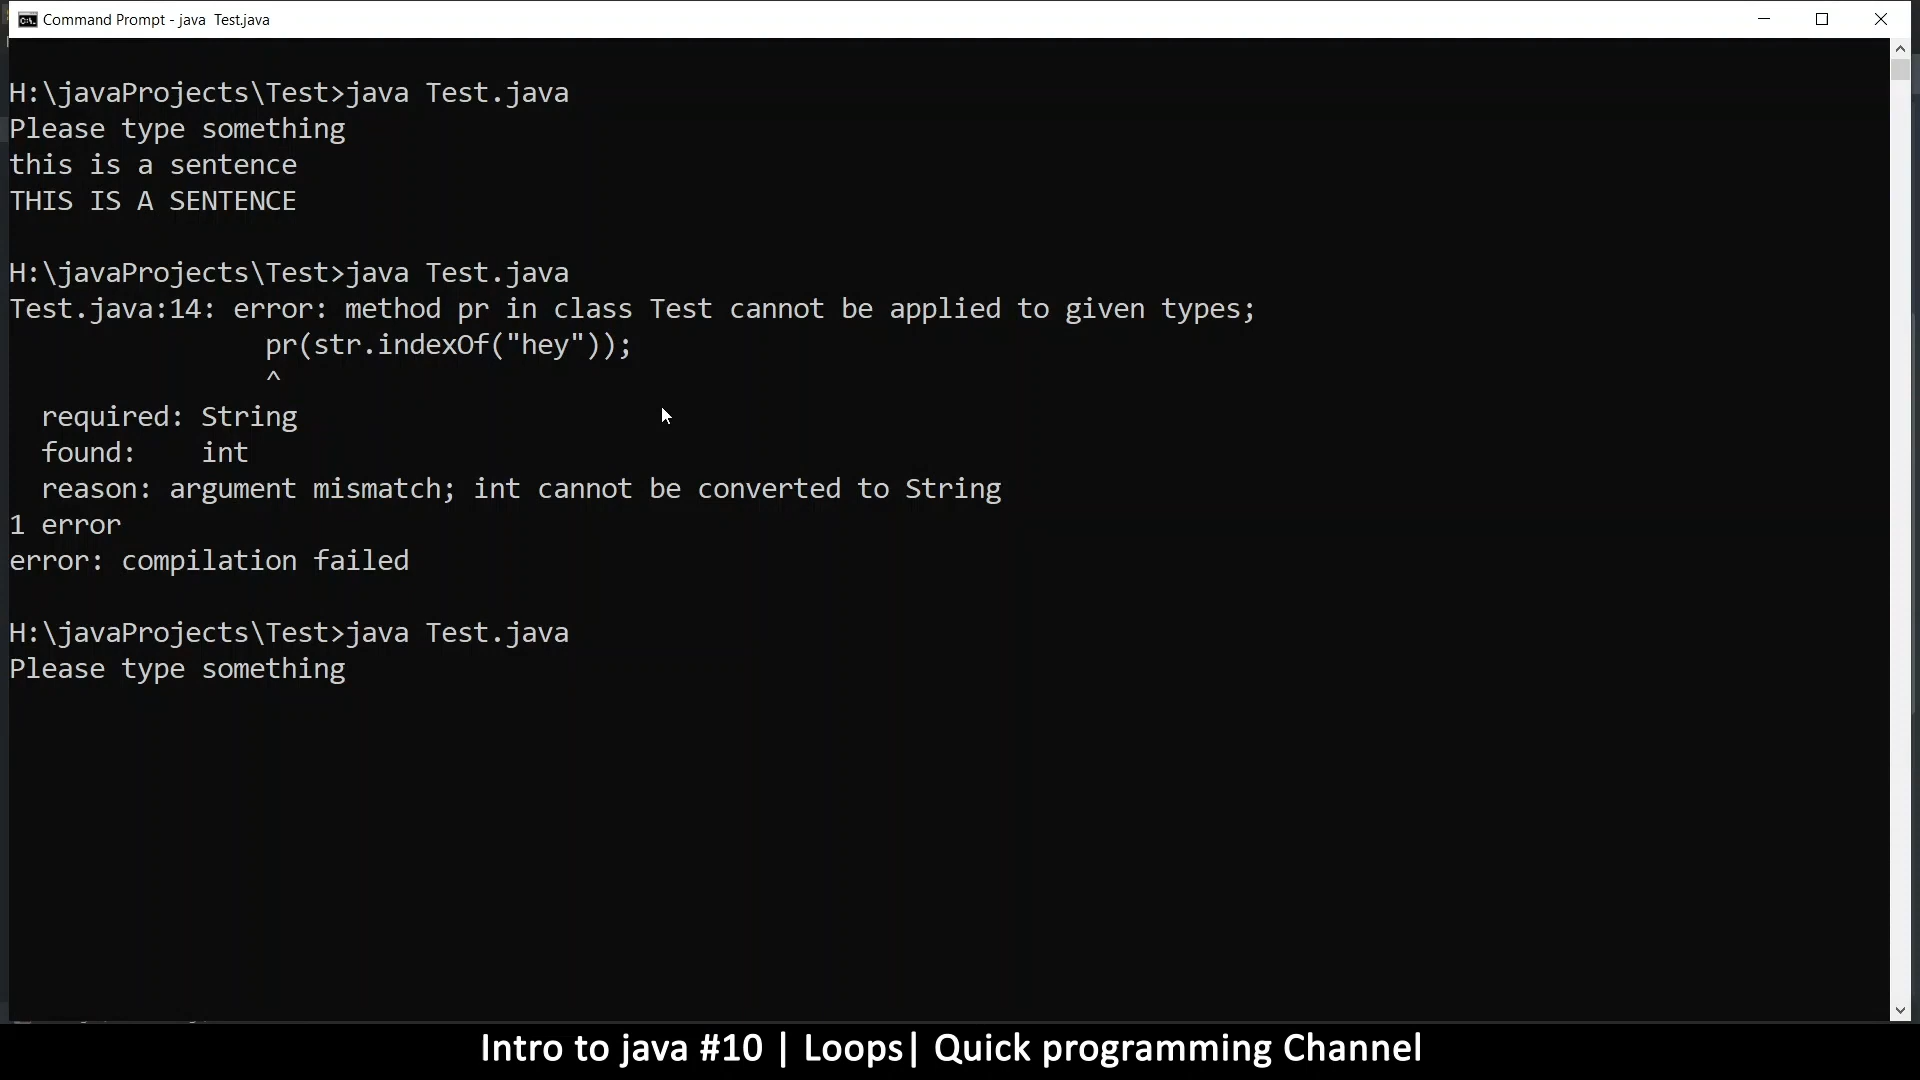 Command Prompt - java  Test.java
H:\javaProjects\Test>java Test.java
Please type something
this is a sentence
THIS IS A SENTENCE
H:\javaProjects\Test>java Test.java
Test.java:14: error: method pr in class Test cannot be applied to given types;
                pr(str.indexOf("hey"));
                ^
  required: String
  found:    int
  reason: argument mismatch; int cannot be converted to String
1 error
error: compilation failed
H:\javaProjects\Test>java Test.java
Please type something
Intro to java #10 | Loops| Quick programming Channel